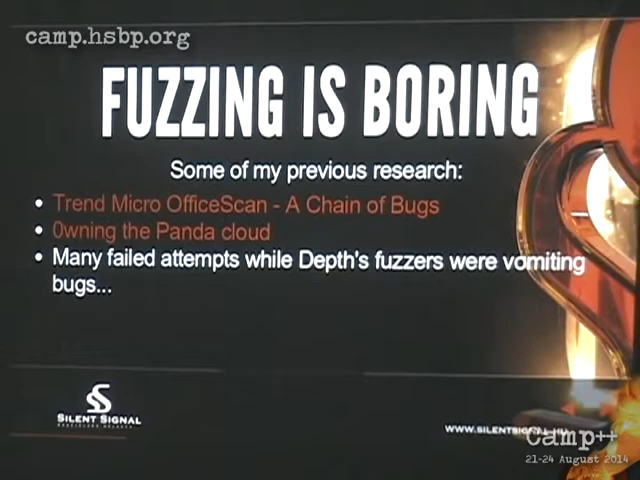 camp.hsbp.org
FUZZING IS BORING
Some of my previous research:
• Trend Micro OfficeScan - A Chain of Bugs
• 0wning the Panda cloud
• Many failed attempts while Depth's fuzzers were vomiting
bugs...
SILENT SIGNAL
WWW.SILENTSIGNAL.HU
Camp++
21-24 August 2014